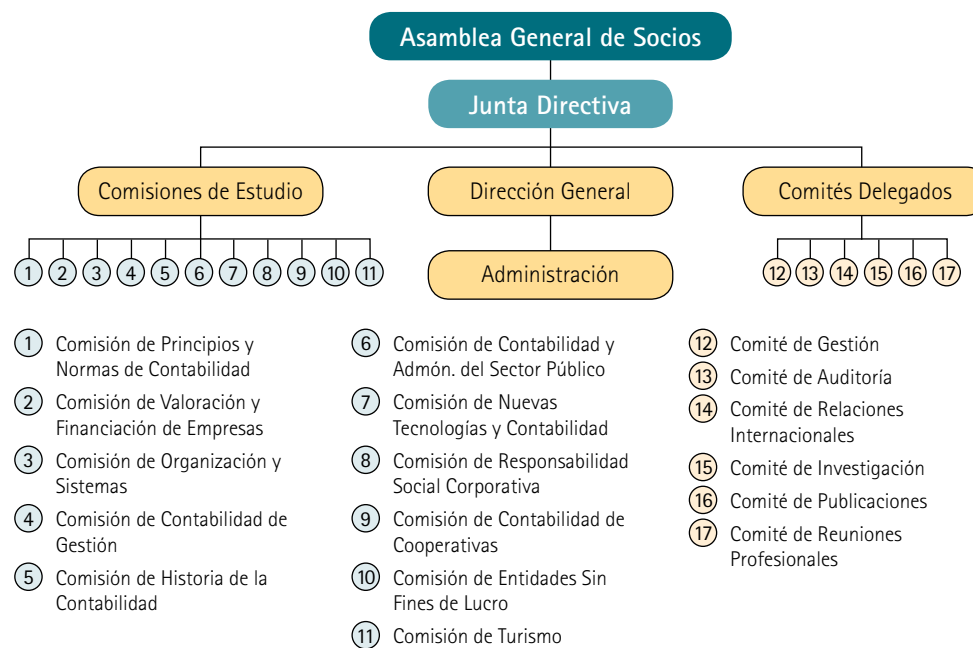 Asamblea General de Socios
Junta Directiva
Comisiones de Estudio
Dirección General
Comités Delegados
1 2 3 4 5 6 7 8 9 10 11
Administración
12 13 14 15 16 17
1 Comisión de Principios y
Normas de Contabilidad
2 Comisión de Valoración y
Financiación de Empresas
3 Comisión de Organización y
Sistemas
4 Comisión de Contabilidad de
Gestión
5 Comisión de Historia de la
Contabilidad
6 Comisión de Contabilidad y
Admón. del Sector Público
7 Comisión de Nuevas
Tecnologías y Contabilidad
8 Comisión de Responsabilidad
Social Corporativa
9 Comisión de Contabilidad de
Cooperativas
10 Comisión de Entidades Sin
Fines de Lucro
11 Comisión de Turismo
12 Comité de Gestión
13 Comité de Auditoría
14 Comité de Relaciones
Internacionales
15 Comité de Investigación
16 Comité de Publicaciones
17 Comité de Reuniones
Profesionales